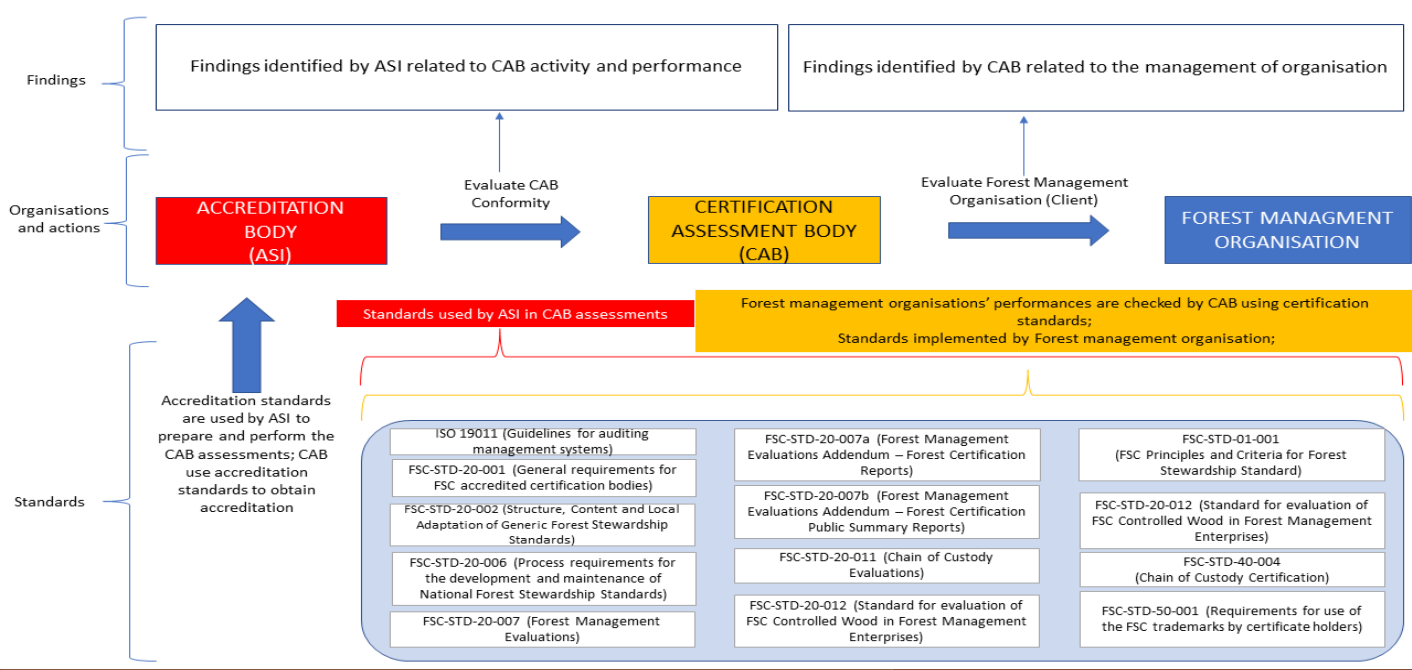 Findings
Findings identified by ASI related to CAB activity and performance
Findings identified by CAB related to the management of organisation
Organisations
and actions
ACCREDITATION
BODY
(ASI)
Evaluate CAB
Conformity
CERTIFICATION
ASSESSMENT BODY
(CAB)
Evaluate Forest Management
Organisation (Client)
FOREST MANAGMENT
ORGANISATION
Standards used by ASI in CAB assessments
Forest management organisations' performances are checked by CAB using certification
standards;
Standards implemented by Forest management organisation;
Standards
Accreditation standards
are used by ASI to
prepare and perform the
CAB assessments; CAB
use accreditation
standards to obtain
accreditation
ISO 19011 (Guidelines for auditing
management systems)
FSC-STD-20-001 (General requirements for
FSC accredited certification bodies)
FSC-STD-20-002 (Structure, Content and Local
Adaptation of Generic Forest Stewardship
Standards)
FSC-STD-20-006 (Process requirements for
the development and maintenance of
National Forest Stewardship Standards)
FSC-STD-20-007 (Forest Management
Evaluations)
FSC-STD-20-007a (Forest Management
Evaluations Addendum – Forest Certification
Reports)
FSC-STD-20-007b (Forest Management
Evaluations Addendum – Forest Certification
Public Summary Reports)
FSC-STD-20-011 (Chain of Custody
Evaluations)
FSC-STD-20-012 (Standard for evaluation of
FSC Controlled Wood in Forest Management
Enterprises)
FSC-STD-01-001
(FSC Principles and Criteria for Forest
Stewardship Standard)
FSC-STD-20-012 (Standard for evaluation of
FSC Controlled Wood in Forest Management
Enterprises)
FSC-STD-40-004
(Chain of Custody Certification)
FSC-STD-50-001 (Requirements for use of
the FSC trademarks by certificate holders)